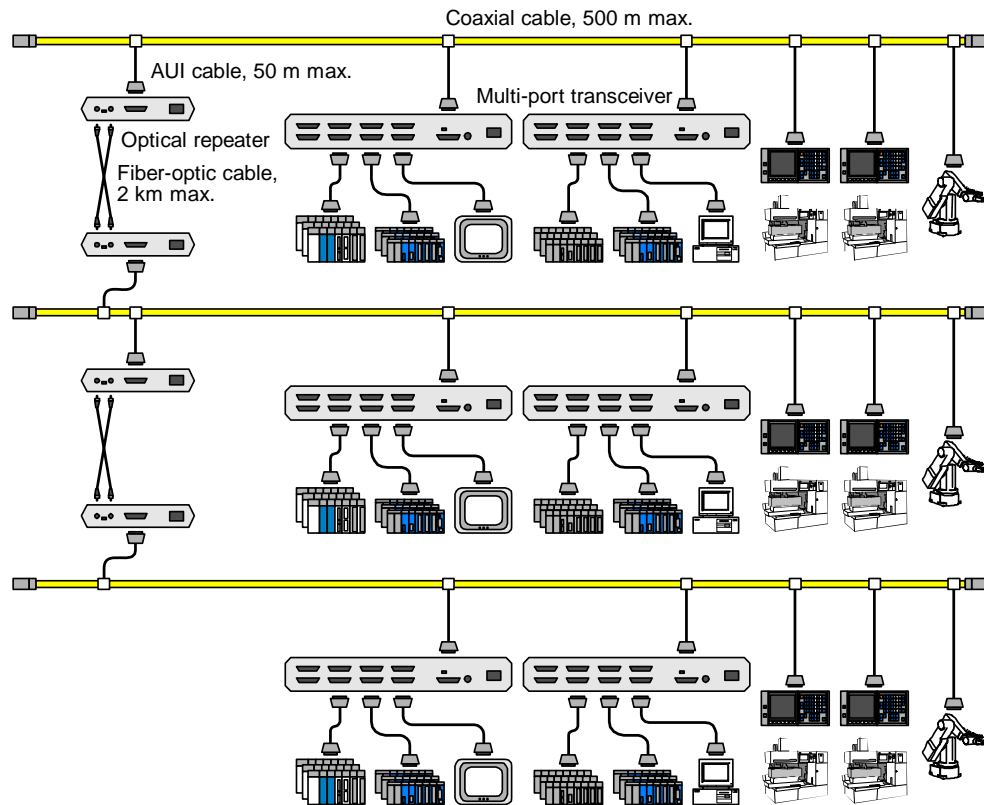 Coaxial cable, 500 m max.
AUI cable, 50 m max.
Multi-port transceiver
Optical repeater
Fiber-optic cable,
2 km max.